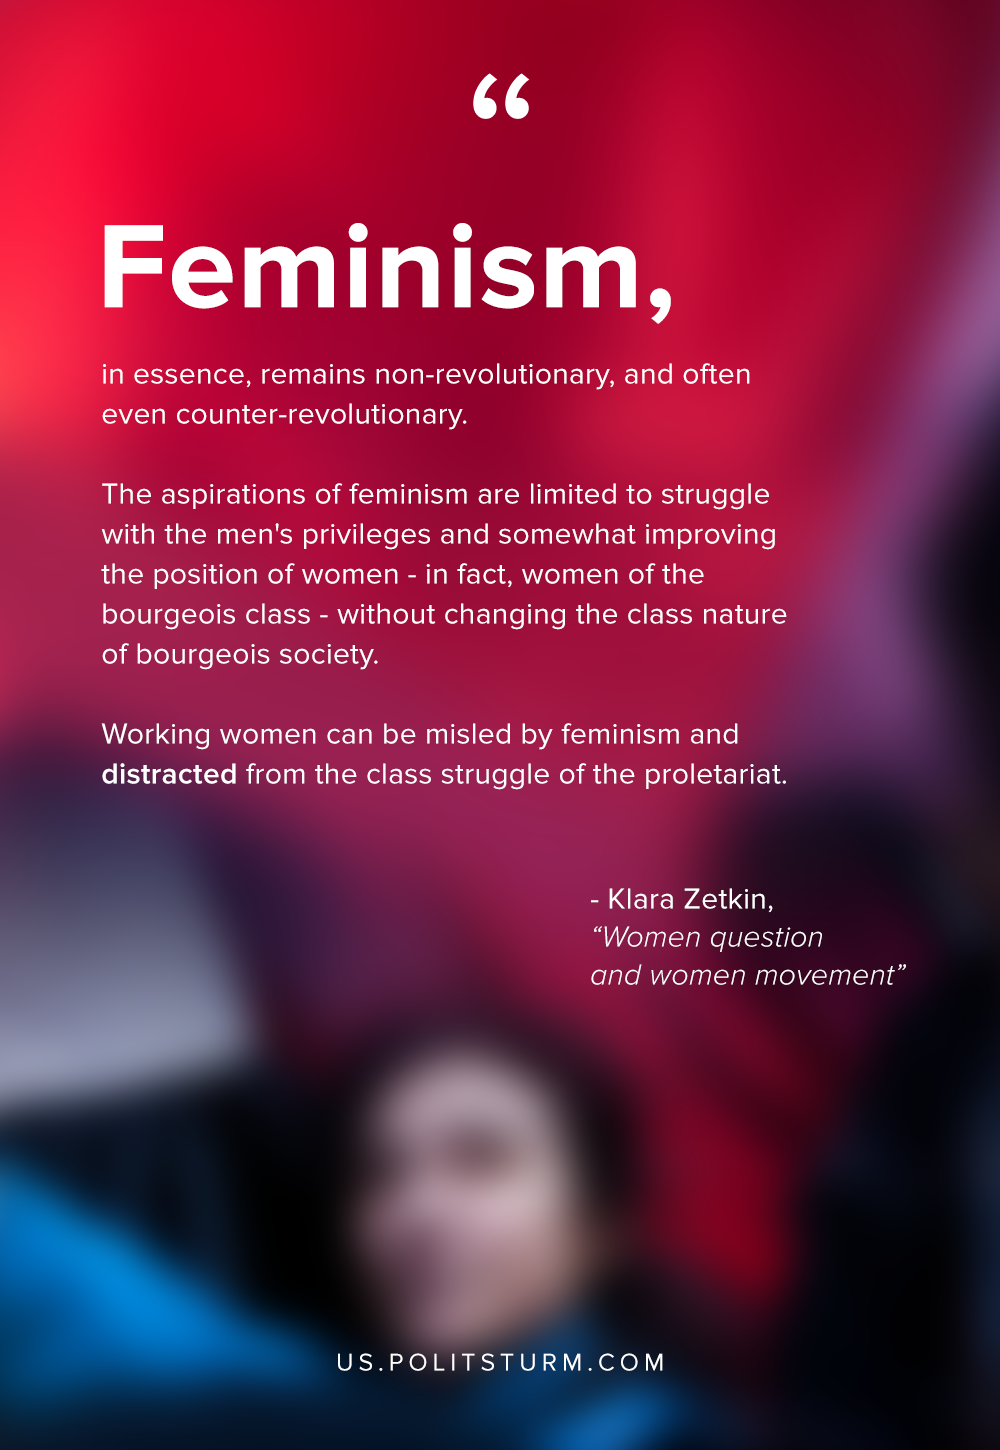 “
Feminism,
in essence, remains non-revolutionary, and often
even counter-revolutionary.
The aspirations of feminism are limited to struggle
with the men's privileges and somewhat improving
the position of women - in fact, women of the
bourgeois class - without changing the class nature
of bourgeois society.
Working women can be misled by feminism and
distracted from the class struggle of the proletariat.
- Klara Zetkin,
“Women question
and women movement”
US.POLITSTURM.COM